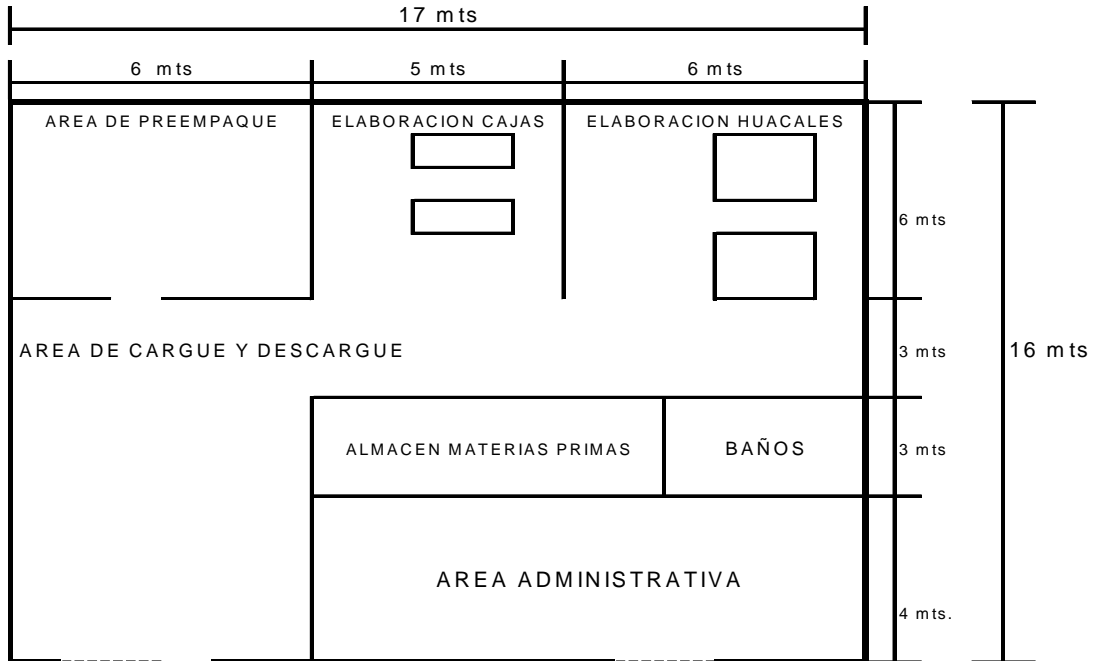 17 mts
6 mts 5 mts 6 mts
AREA DE PREEMPAQUE ELABORACION CAJAS ELABORACION HUACALES
6 mts
AREA DE CARGUE Y DESCARGUE 3 mts 16 mts
ALMACEN MATERIAS PRIMAS BAÑOS 3 mts
AREA ADMINISTRATIVA
4 mts.